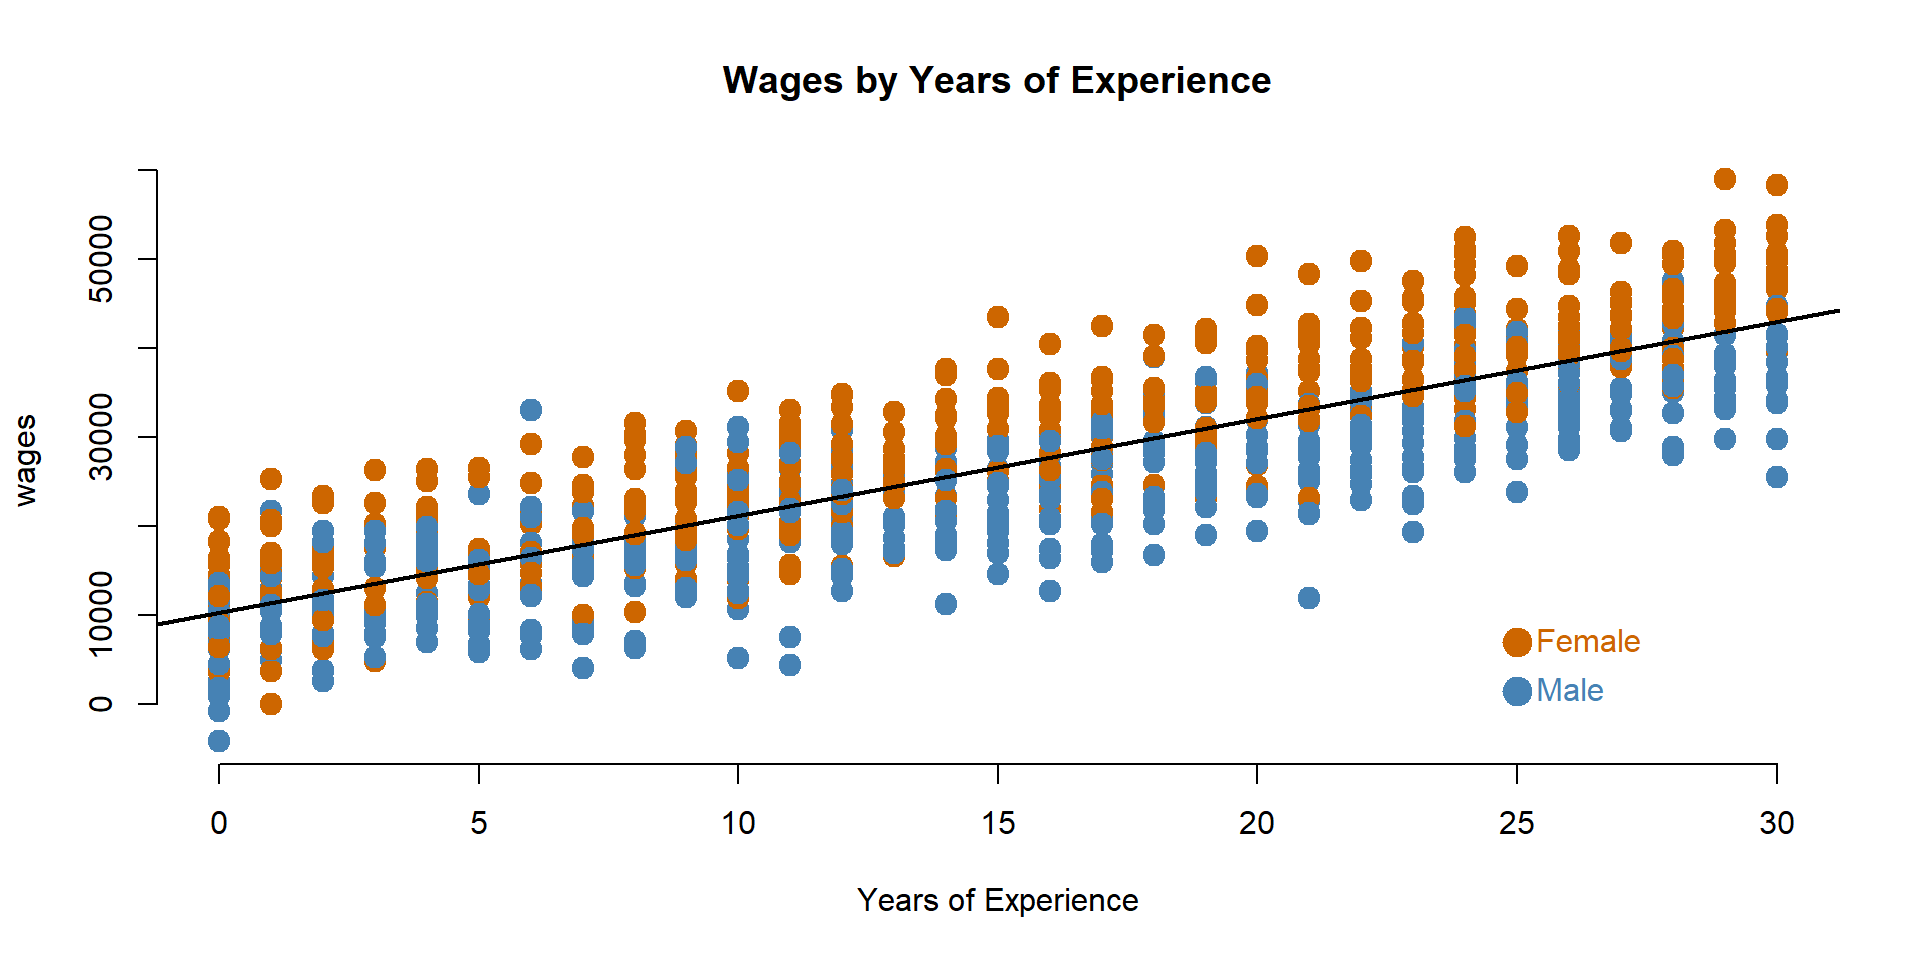 Wages by Years of Experience
wages
50000
30000
10000
0
0 5 10 15 20 25 30
Years of Experience
Female
Male